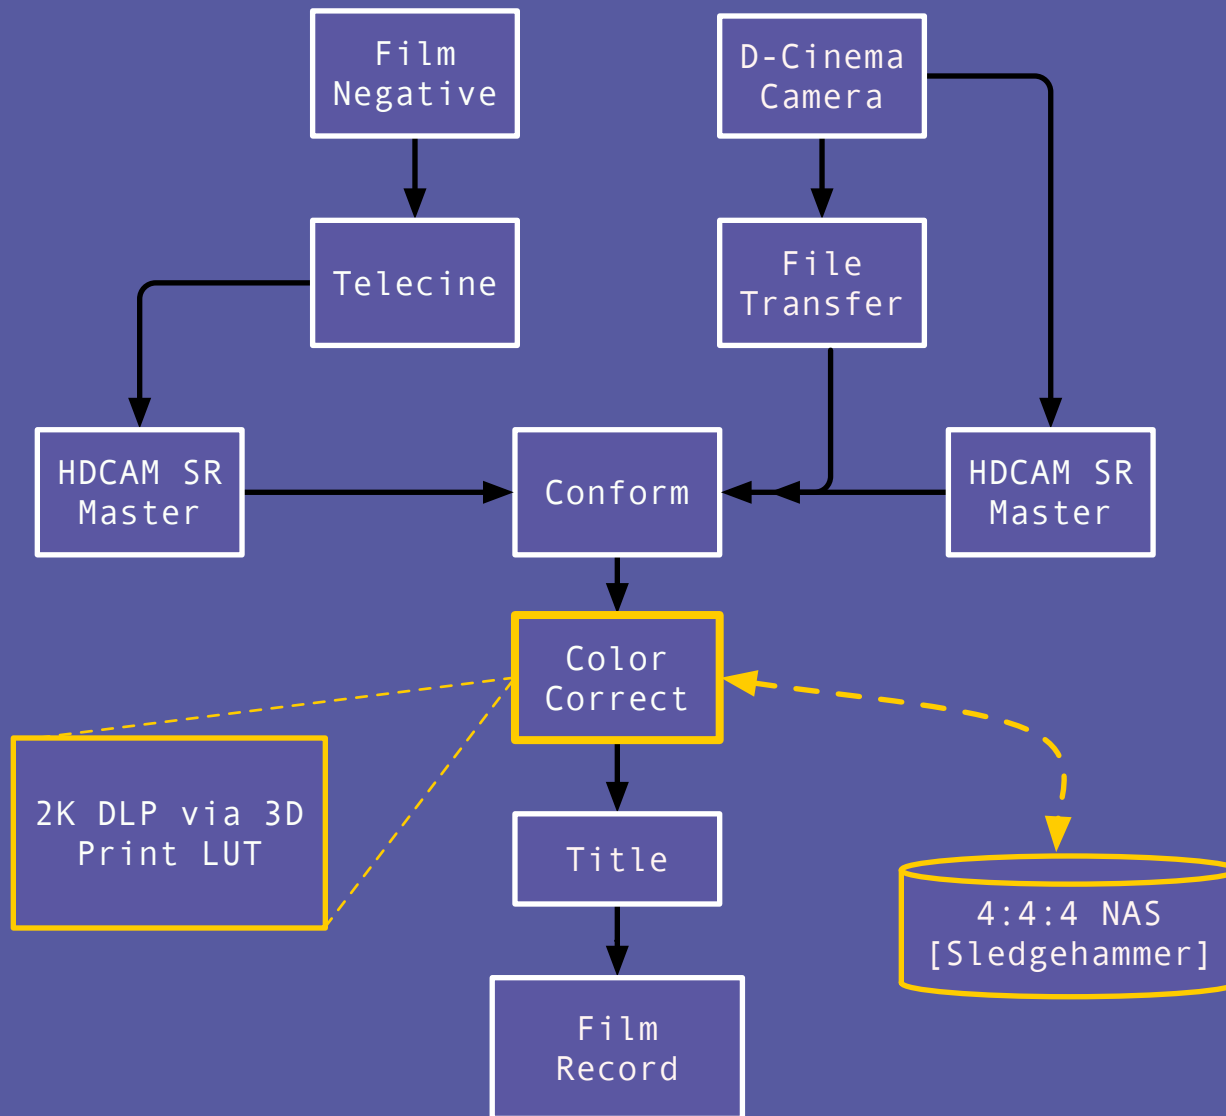 Film
Negative
D-Cinema
Camera
Telecine
File
Transfer
HDCAM SR
Master
Conform
HDCAM SR
Master
Color
Correct
2K DLP via 3D
Print LUT
Title
4:4:4 NAS
[Sledgehammer]
Film
Record